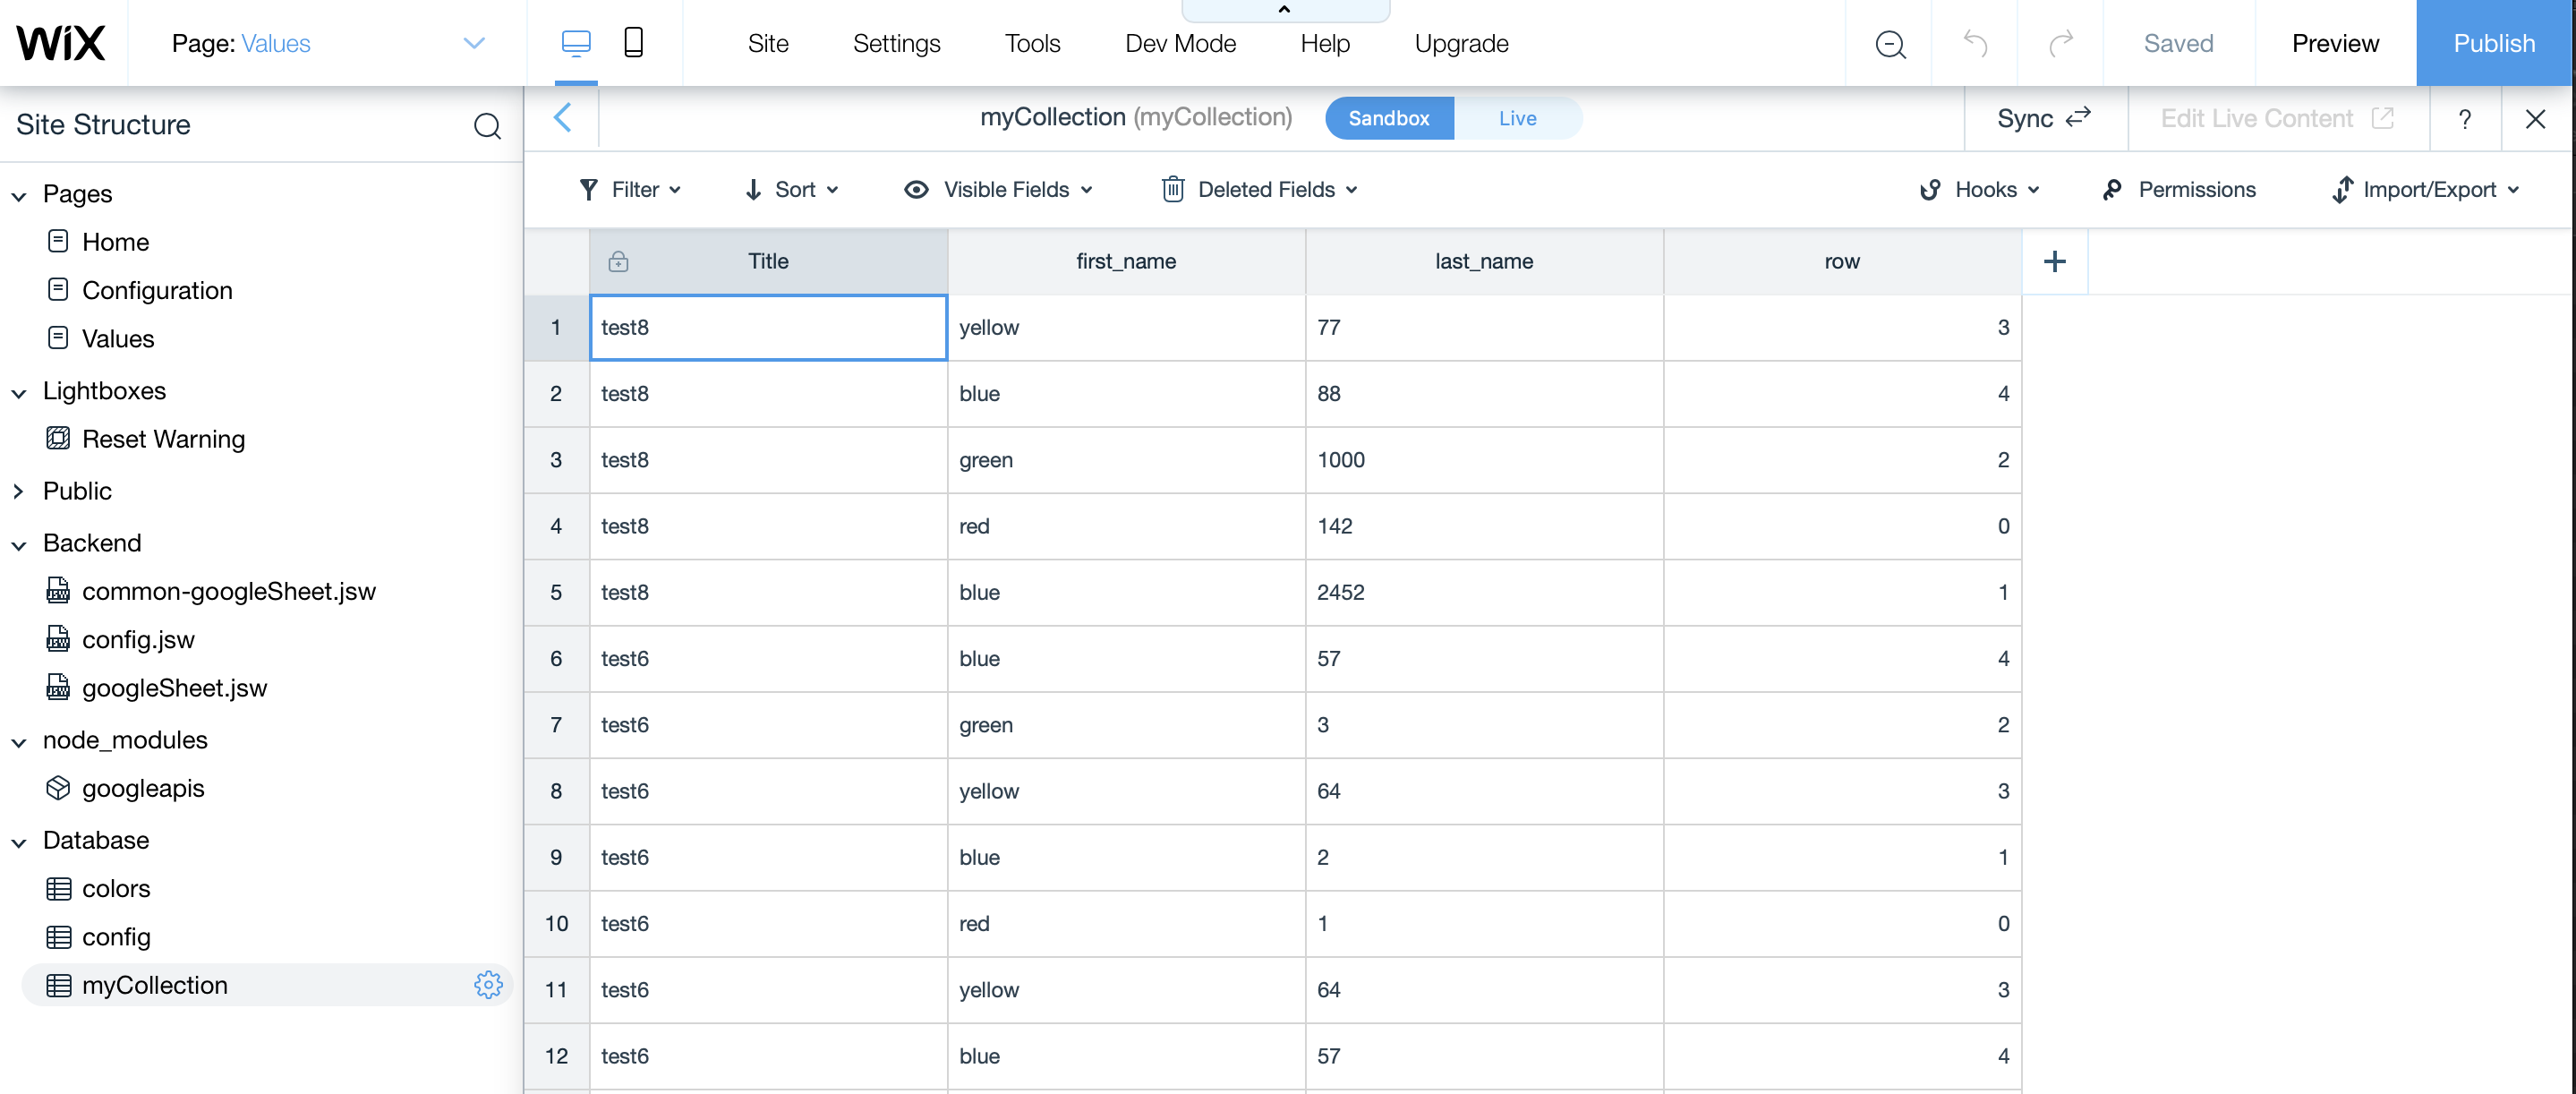 WiX Page: Values Site Settings Tools Dev Mode Help Upgrade Saved Preview Publish
Site Structure
Pages
Home
Configuration
Values
Lightboxes
Reset Warning
Public
Backend
common-googleSheet.jsw
config.jsw
googleSheet.jsw
node_modules
googleapis
Database
colors
config
myCollection
myCollection (myCollection) Sandbox Live Sync Edit Live Content ?
Filter Sort Visible Fields Deleted Fields Hooks Permissions Import/Export
Title first_name last_name row
1 test8 yellow 77 3
2 test8 blue 88 4
3 test8 green 1000 2
4 test8 red 142 0
5 test8 blue 2452 1
6 test6 blue 57 4
7 test6 green 3 2
8 test6 yellow 64 3
9 test6 blue 2 1
10 test6 red 1 0
11 test6 yellow 64 3
12 test6 blue 57 4